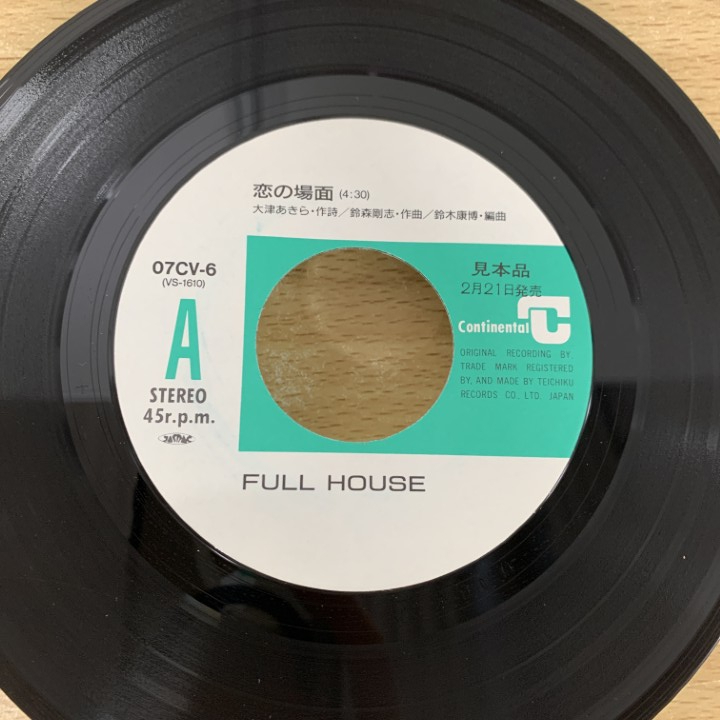 恋の場面 (4:30)
大津あきら・作詩／鈴森剛志・作曲／鈴木康博・編曲
07CV-6
(VS-1610)
A
STEREO
45r.p.m.
見本品
2月21日発売
Continental
ORIGINAL RECORDING BY.
TRADE MARK REGISTERED
BY, AND MADE BY TEICHIKU
RECORDS CO., LTD. JAPAN
FULL HOUSE